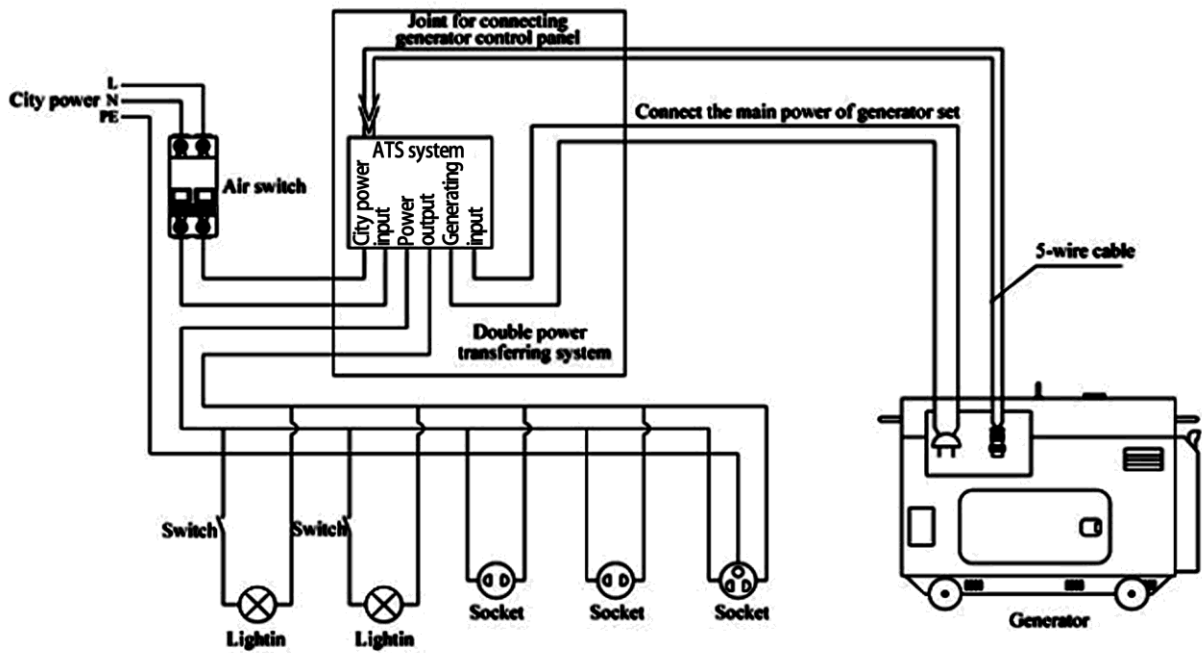 Joint for connecting
generator control panel
L
City power N
PE
Connect the main power of generator set
ATS system
Air switch
City power
input
Power
output
Generating
input
5-wire cable
Double power
transferring system
Switch
Switch
Socket
Socket
Socket
Lightin
Lightin
Generator